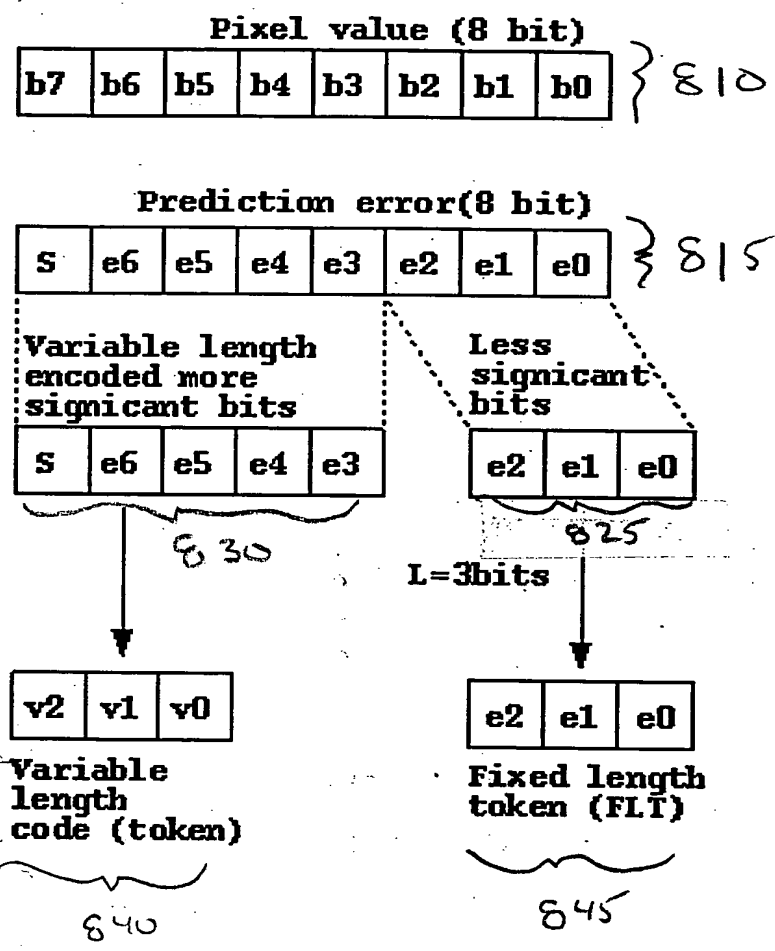 Pixel value (8 bit)
b7 b6 b5 b4 b3 b2 b1 b0
810
Prediction error(8 bit)
S e6 e5 e4 e3 e2 e1 e0
815
Variable length
encoded more
signicant bits
Less
signicant
bits
S e6 e5 e4 e3
e2 e1 e0
830
825
L=3bits
v2 v1 v0
e2 e1 e0
Variable
length
code (token)
Fixed length
token (FLT)
840
845